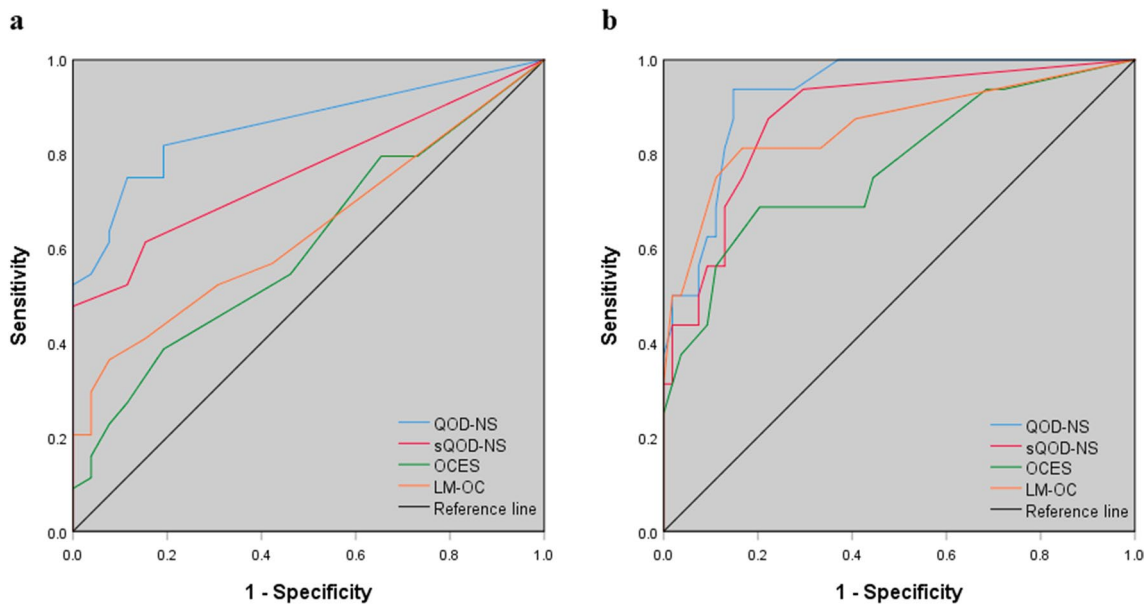 a
1.0
0.8
0.6
0.4
0.2
0.0
Sensitivity
QOD-NS
sQOD-NS
OCES
LM-OC
Reference line
0.0 0.2 0.4 0.6 0.8 1.0
1 - Specificity
b
1.0
0.8
0.6
0.4
0.2
0.0
Sensitivity
QOD-NS
sQOD-NS
OCES
LM-OC
Reference line
0.0 0.2 0.4 0.6 0.8 1.0
1 - Specificity